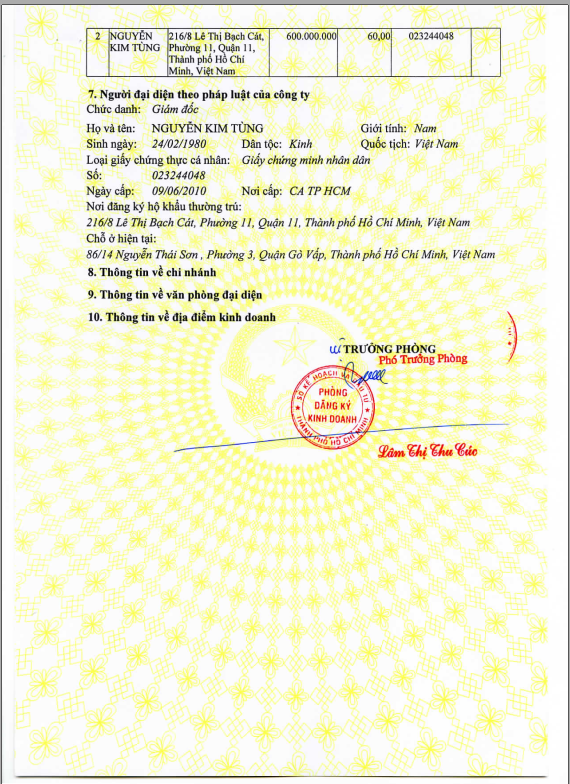 2 NGUYỄN KIM TÙNG 216/8 Lê Thị Bạch Cát, Phường 11, Quận 11, Thành phố Hồ Chí Minh, Việt Nam 600.000.000 60,00 023244048
7. Người đại diện theo pháp luật của công ty
Chức danh: Giám đốc
Họ và tên: NGUYỄN KIM TÙNG Giới tính: Nam
Sinh ngày: 24/02/1980 Dân tộc: Kinh Quốc tịch: Việt Nam
Loại giấy chứng thực cá nhân: Giấy chứng minh nhân dân
Số: 023244048
Ngày cấp: 09/06/2010 Nơi cấp: CA TP HCM
Nơi đăng ký hộ khẩu thường trú:
216/8 Lê Thị Bạch Cát, Phường 11, Quận 11, Thành phố Hồ Chí Minh, Việt Nam
Chỗ ở hiện tại:
86/14 Nguyễn Thái Sơn , Phường 3, Quận Gò Vấp, Thành phố Hồ Chí Minh, Việt Nam
8. Thông tin về chi nhánh
9. Thông tin về văn phòng đại diện
10. Thông tin về địa điểm kinh doanh
TRƯỞNG PHÒNG
Phó Trưởng Phòng
SỞ KẾ HOẠCH VÀ ĐẦU TƯ
PHÒNG
ĐĂNG KÝ
KINH DOANH
THÀNH PHỐ HỒ CHÍ MINH
Lâm Thị Thu Cúc